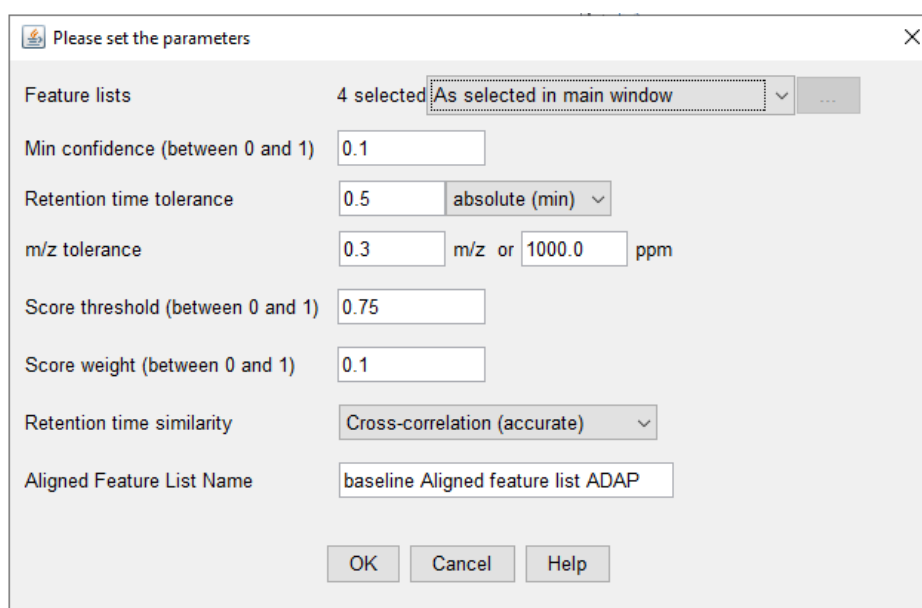 Please set the parameters
Feature lists 4 selected As selected in main window ...
Min confidence (between 0 and 1) 0.1
Retention time tolerance 0.5 absolute (min)
m/z tolerance 0.3 m/z or 1000.0 ppm
Score threshold (between 0 and 1) 0.75
Score weight (between 0 and 1) 0.1
Retention time similarity Cross-correlation (accurate)
Aligned Feature List Name baseline Aligned feature list ADAP
OK Cancel Help